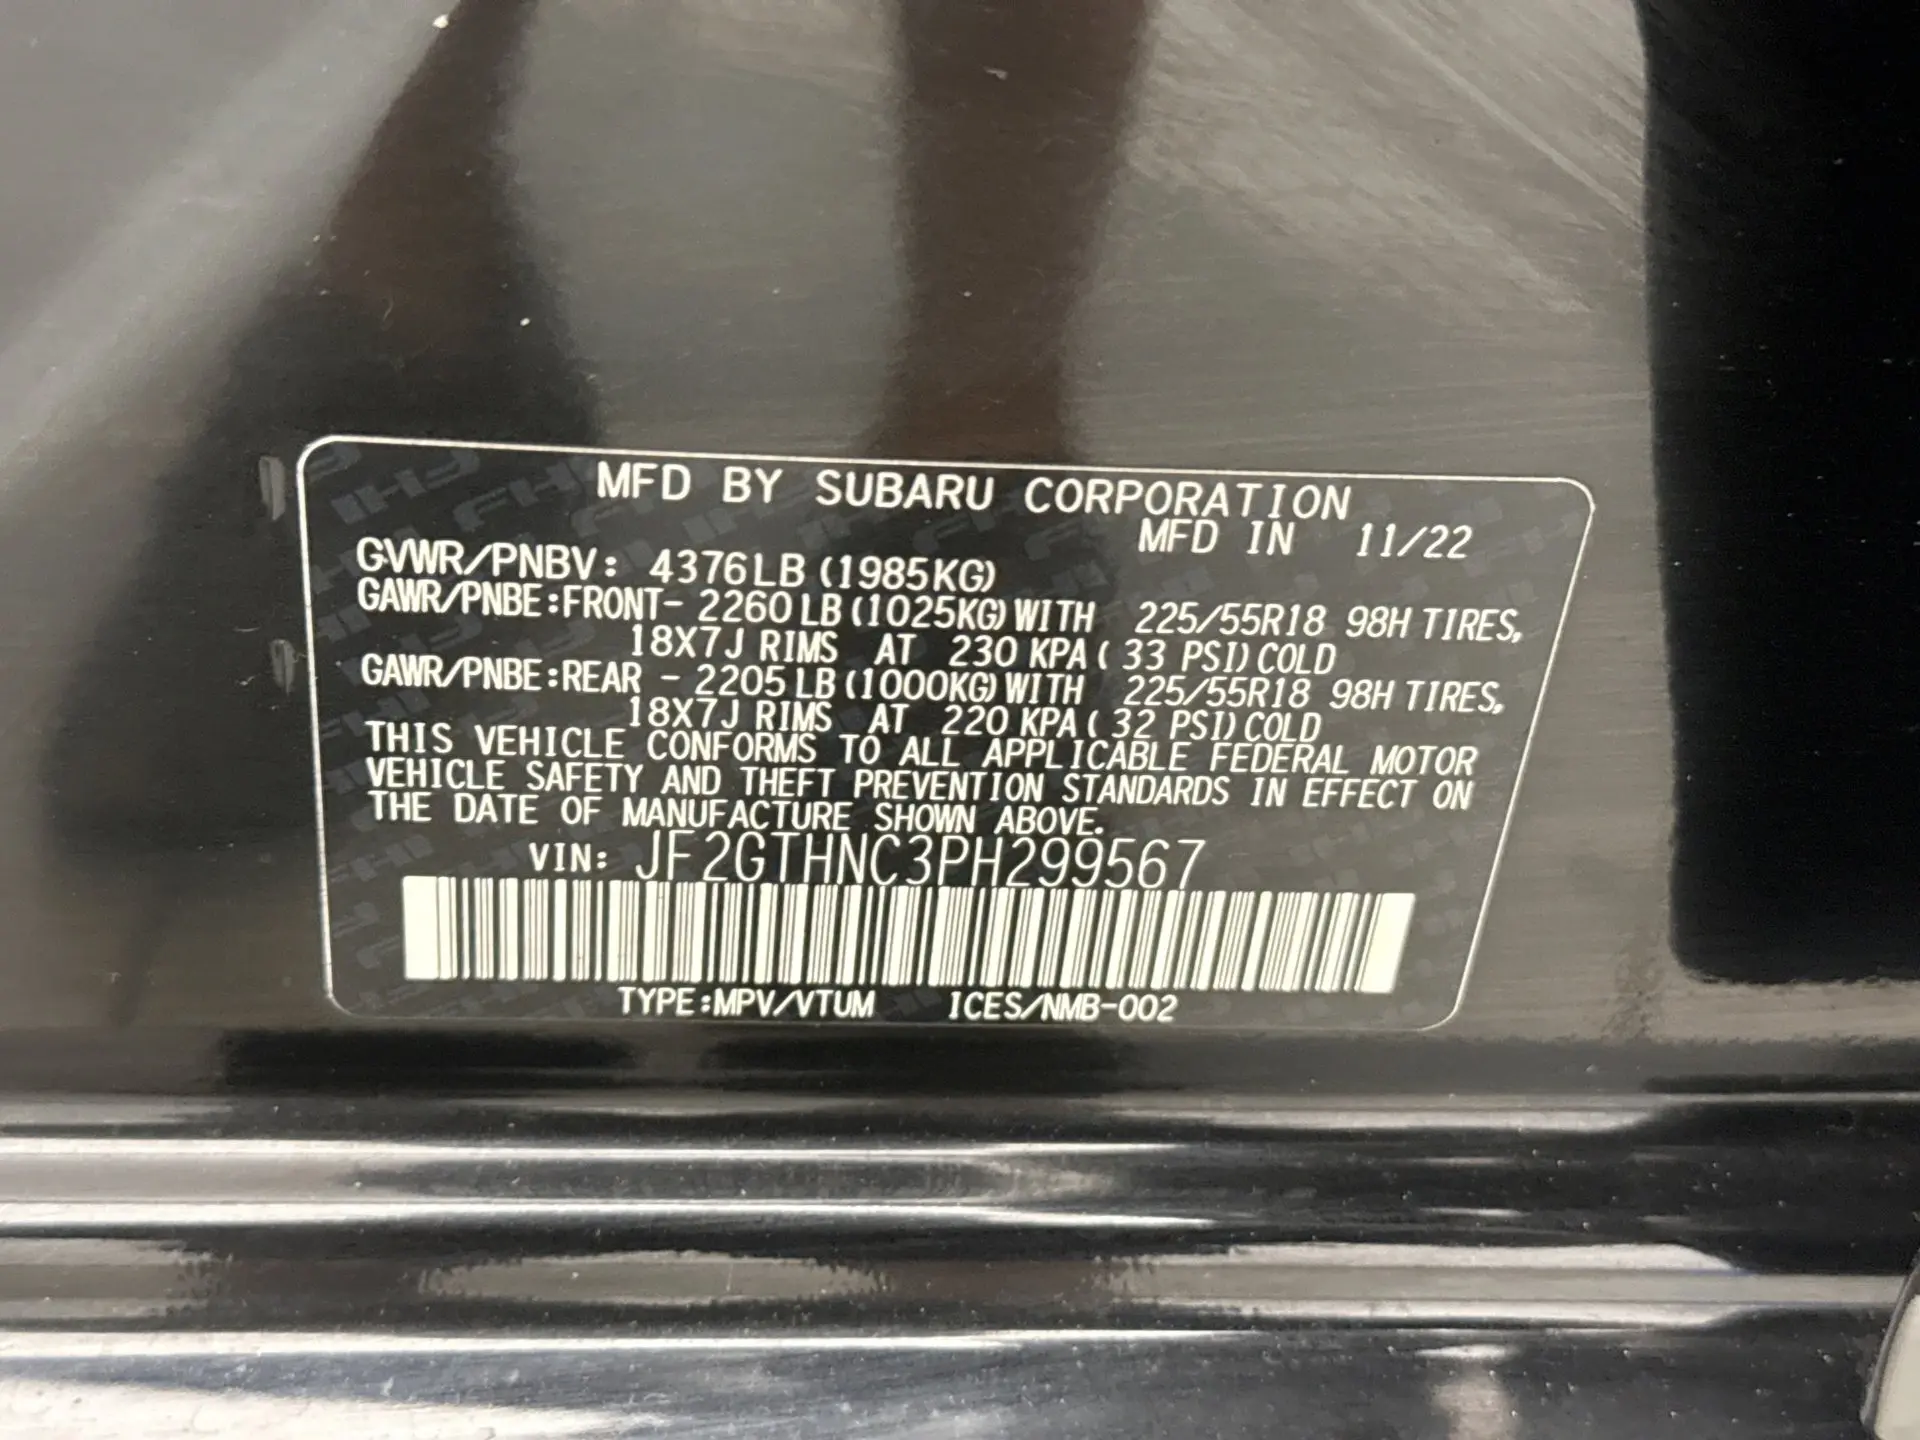 MFD BY SUBARU CORPORATION
MFD IN 11/22
GVWR/PNBV: 4376LB (1985KG)
GAWR/PNBE:FRONT- 2260 LB (1025KG) WITH 225/55R18 98H TIRES,
18X7J RIMS AT 230 KPA ( 33 PSI) COLD
GAWR/PNBE:REAR - 2205 LB (1000KG) WITH 225/55R18 98H TIRES,
18X7J RIMS AT 220 KPA ( 32 PSI) COLD
THIS VEHICLE CONFORMS TO ALL APPLICABLE FEDERAL MOTOR
VEHICLE SAFETY AND THEFT PREVENTION STANDARDS IN EFFECT ON
THE DATE OF MANUFACTURE SHOWN ABOVE.
VIN: JF2GTHNC3PH299567
TYPE:MPV/VTUM ICES/NMB-002